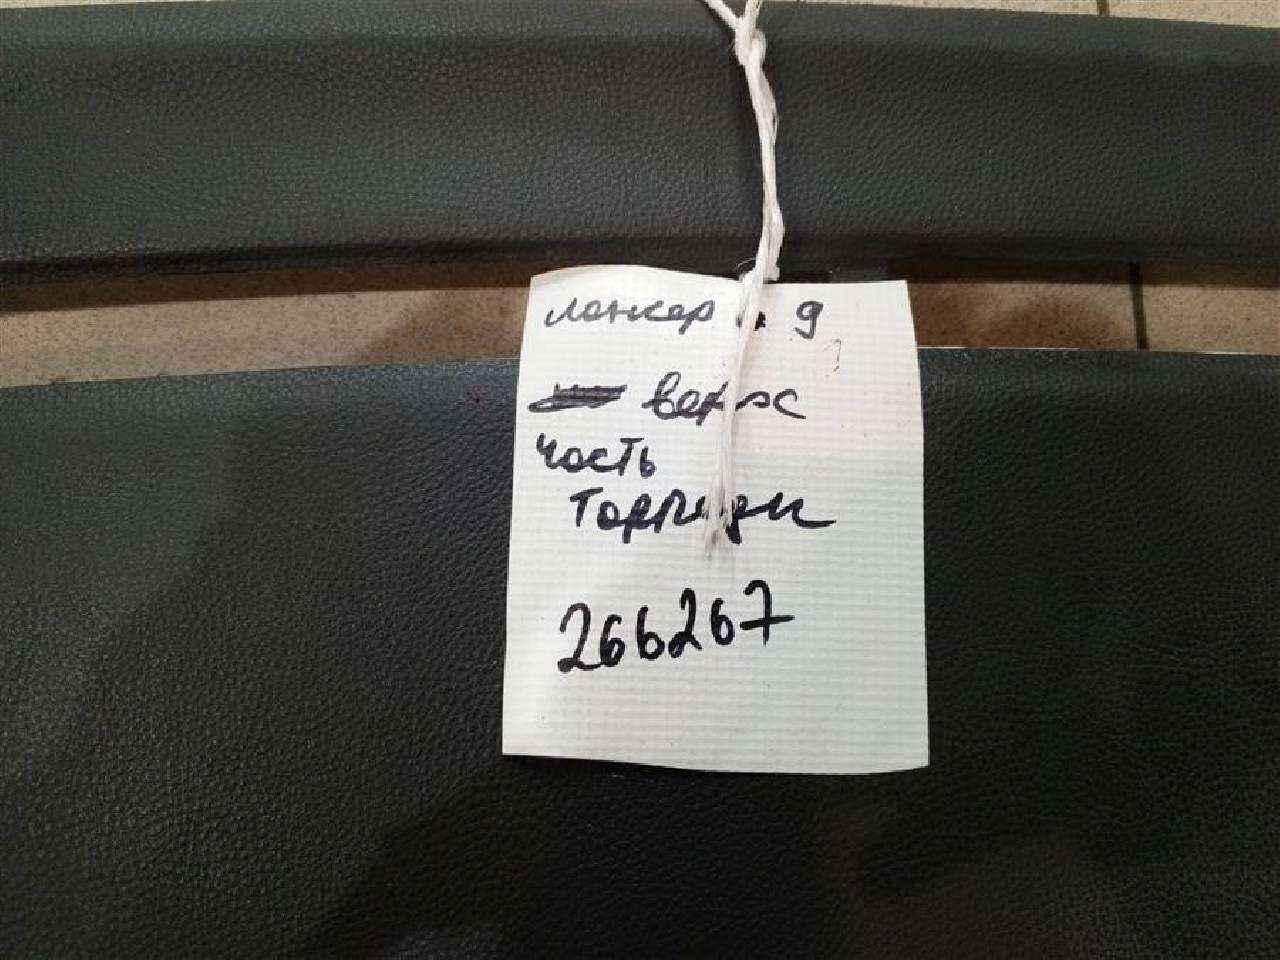 лансер 9
верх
часть
Торпеды
266267